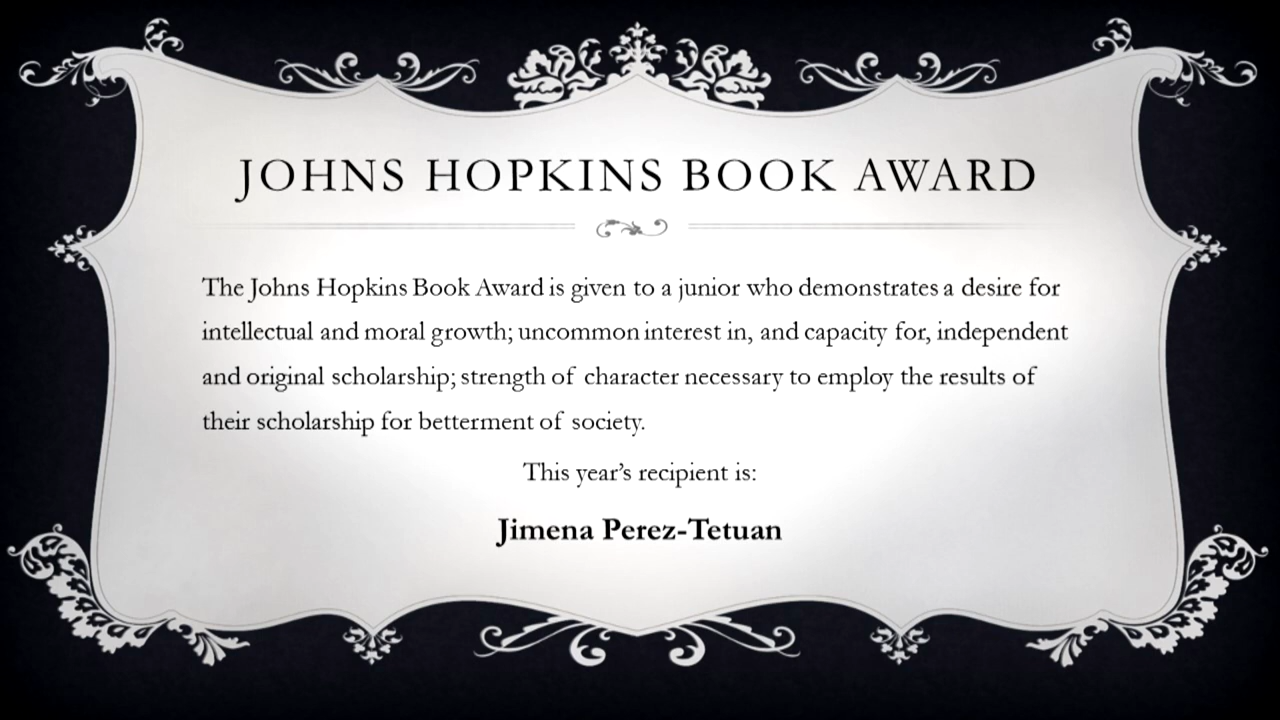 JOHNS HOPKINS BOOK AWARD
The Johns Hopkins Book Award is given to a junior who demonstrates a desire for
intellectual and moral growth; uncommon interest in, and capacity for, independent
and original scholarship; strength of character necessary to employ the results of
their scholarship for betterment of society.
This year’s recipient is:
Jimena Perez-Tetuan